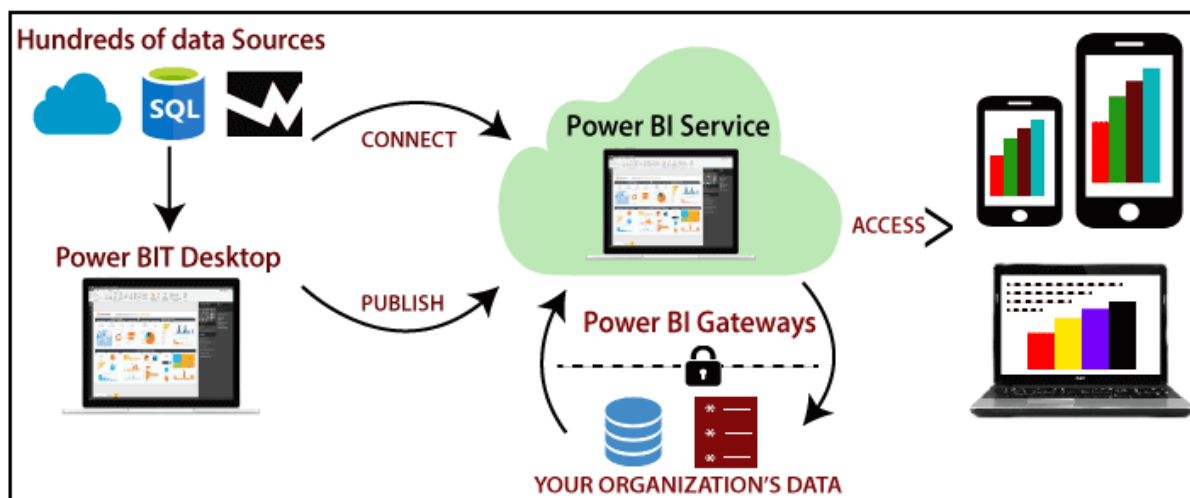 Hundreds of data Sources
SQL
CONNECT
Power BI Service
ACCESS
Power BIT Desktop
PUBLISH
Power BI Gateways
YOUR ORGANIZATION'S DATA